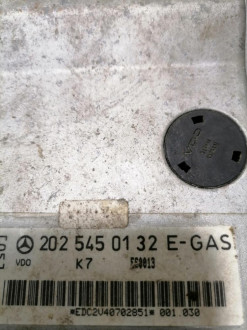 202 545 01 32 E-GAS
VDO K7
*EDC2V40702851* 001.030